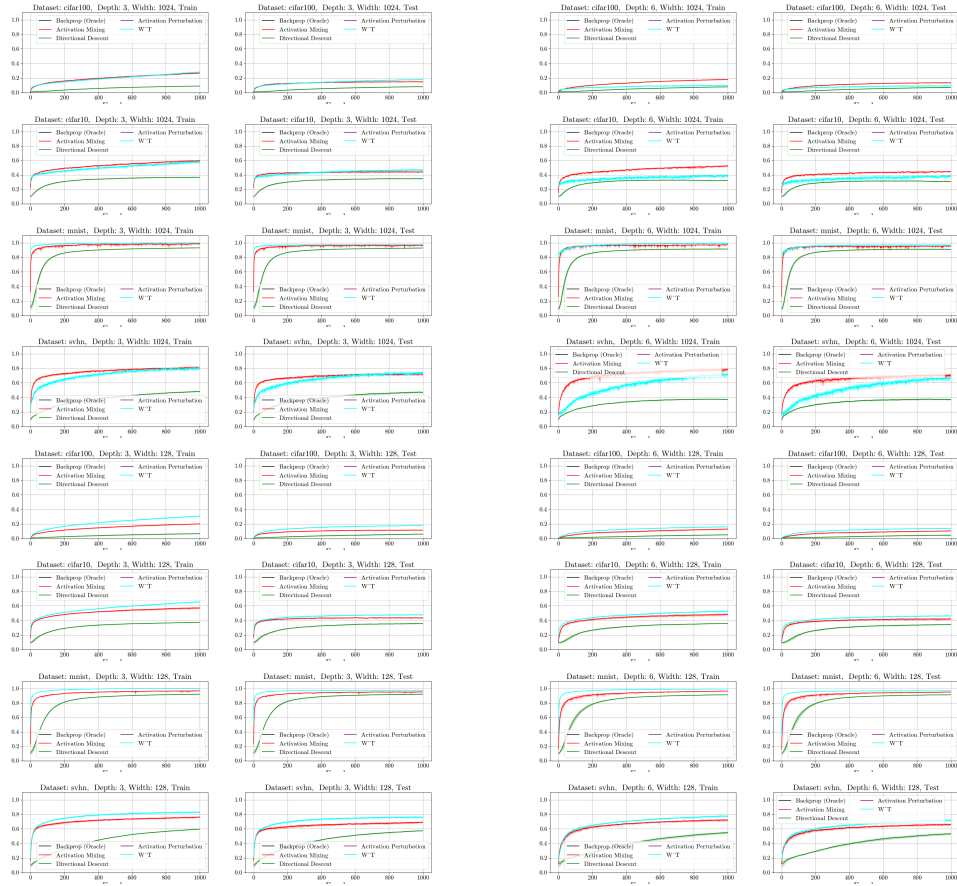 Dataset: cifar100, Depth: 3, Width: 1024, Train
Dataset: cifar100, Depth: 3, Width: 1024, Test
Dataset: cifar100, Depth: 6, Width: 1024, Train
Dataset: cifar100, Depth: 6, Width: 1024, Test
Backprop (Oracle)
Activation Mixing
Directional Descent
Activation Perturbation
W^T
0.0 0.2 0.4 0.6 0.8 1.0
0 200 400 600 800 1000
Dataset: cifar10, Depth: 3, Width: 1024, Train
Dataset: cifar10, Depth: 3, Width: 1024, Test
Dataset: cifar10, Depth: 6, Width: 1024, Train
Dataset: cifar10, Depth: 6, Width: 1024, Test
Dataset: mnist, Depth: 3, Width: 1024, Train
Dataset: mnist, Depth: 3, Width: 1024, Test
Dataset: mnist, Depth: 6, Width: 1024, Train
Dataset: mnist, Depth: 6, Width: 1024, Test
Dataset: svhn, Depth: 3, Width: 1024, Train
Dataset: svhn, Depth: 3, Width: 1024, Test
Dataset: svhn, Depth: 6, Width: 1024, Train
Dataset: svhn, Depth: 6, Width: 1024, Test
Dataset: cifar100, Depth: 3, Width: 128, Train
Dataset: cifar100, Depth: 3, Width: 128, Test
Dataset: cifar100, Depth: 6, Width: 128, Train
Dataset: cifar100, Depth: 6, Width: 128, Test
Dataset: cifar10, Depth: 3, Width: 128, Train
Dataset: cifar10, Depth: 3, Width: 128, Test
Dataset: cifar10, Depth: 6, Width: 128, Train
Dataset: cifar10, Depth: 6, Width: 128, Test
Dataset: mnist, Depth: 3, Width: 128, Train
Dataset: mnist, Depth: 3, Width: 128, Test
Dataset: mnist, Depth: 6, Width: 128, Train
Dataset: mnist, Depth: 6, Width: 128, Test
Dataset: svhn, Depth: 3, Width: 128, Train
Dataset: svhn, Depth: 3, Width: 128, Test
Dataset: svhn, Depth: 6, Width: 128, Train
Dataset: svhn, Depth: 6, Width: 128, Test